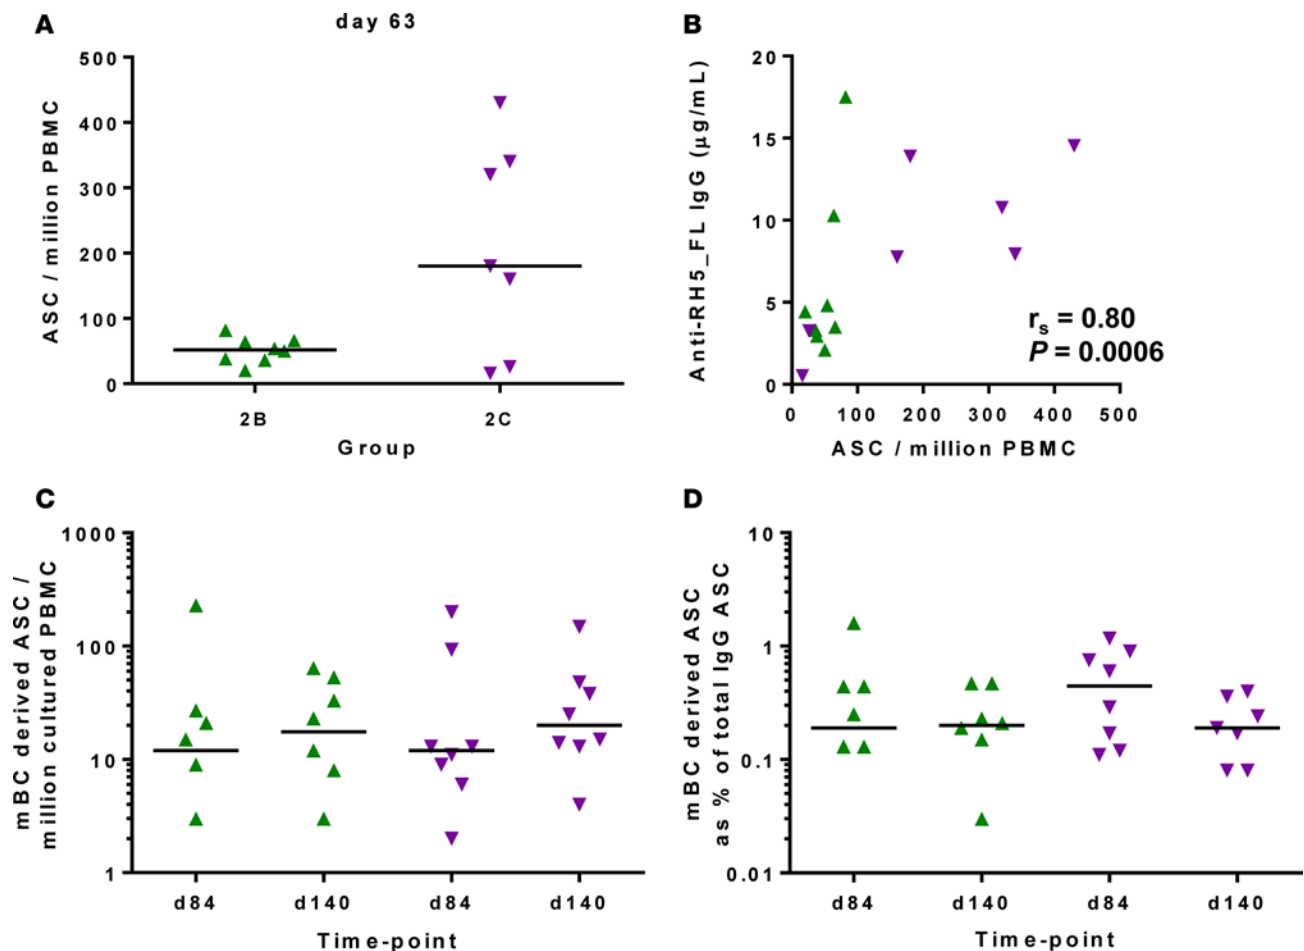 A
day 63
500
400
300
200
100
0
ASC / million PBMC
2B
2C
Group
B
20
15
10
5
0
Anti-RH5_FL IgG (µg/mL)
rs = 0.80
P = 0.0006
0
100
200
300
400
500
ASC / million PBMC
C
1000
100
10
1
mBC derived ASC /
million cultured PBMC
d84
d140
d84
d140
Time-point
D
10
1
0.1
0.01
mBC derived ASC
as % of total IgG ASC
d84
d140
d84
d140
Time-point